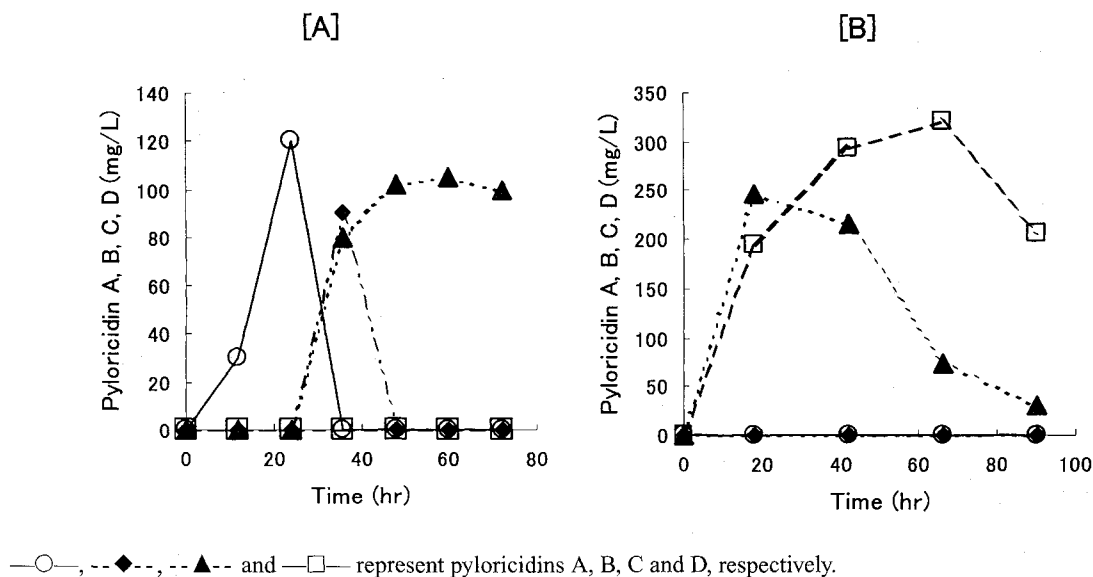 [A]
Pyloricidin A, B, C, D (mg/L)
140
120
100
80
60
40
20
0
0 20 40 60 80
Time (hr)
[B]
Pyloricidin A, B, C, D (mg/L)
350
300
250
200
150
100
50
0
0 20 40 60 80 100
Time (hr)
—○—, --◆--, --▲-- and —□— represent pyloricidins A, B, C and D, respectively.